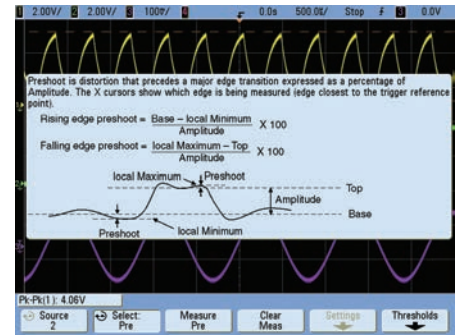 1 2.00V/ 2 2.00V/ 3 100▽/ 4 0.0s 500.0▽/ Stop 3 0.0V
Preshoot is distortion that precedes a major edge transition expressed as a percentage of
Amplitude. The X cursors show which edge is being measured (edge closest to the trigger reference
point).
Rising edge preshoot = Base – local Minimum
Amplitude X 100
Falling edge preshoot = local Maximum – Top
Amplitude X 100
local Maximum Preshoot
Top
Amplitude
Base
Preshoot local Minimum
Pk-Pk(1): 4.06V
Source Select: Measure Clear Settings Thresholds
2 Pre Pre Meas